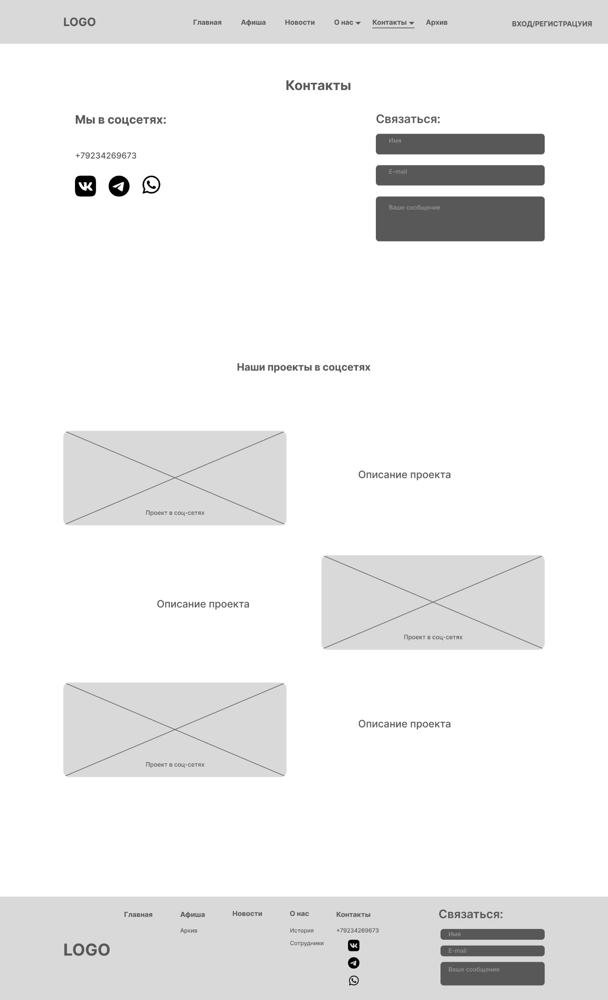 LOGO
Главная
Афиша
Новости
О нас
Контакты
Архив
ВХОД/РЕГИСТРАЦУИЯ
Контакты
Мы в соцсетях:
+79234269673
Связаться:
Имя
E-mail
Ваше сообщение
Наши проекты в соцсетях
Проект в соц-сетях
Описание проекта
Описание проекта
Проект в соц-сетях
Проект в соц-сетях
Описание проекта
LOGO
Главная
Афиша
Архив
Новости
О нас
История
Сотрудники
Контакты
+79234269673
Связаться:
Имя
E-mail
Ваше сообщение